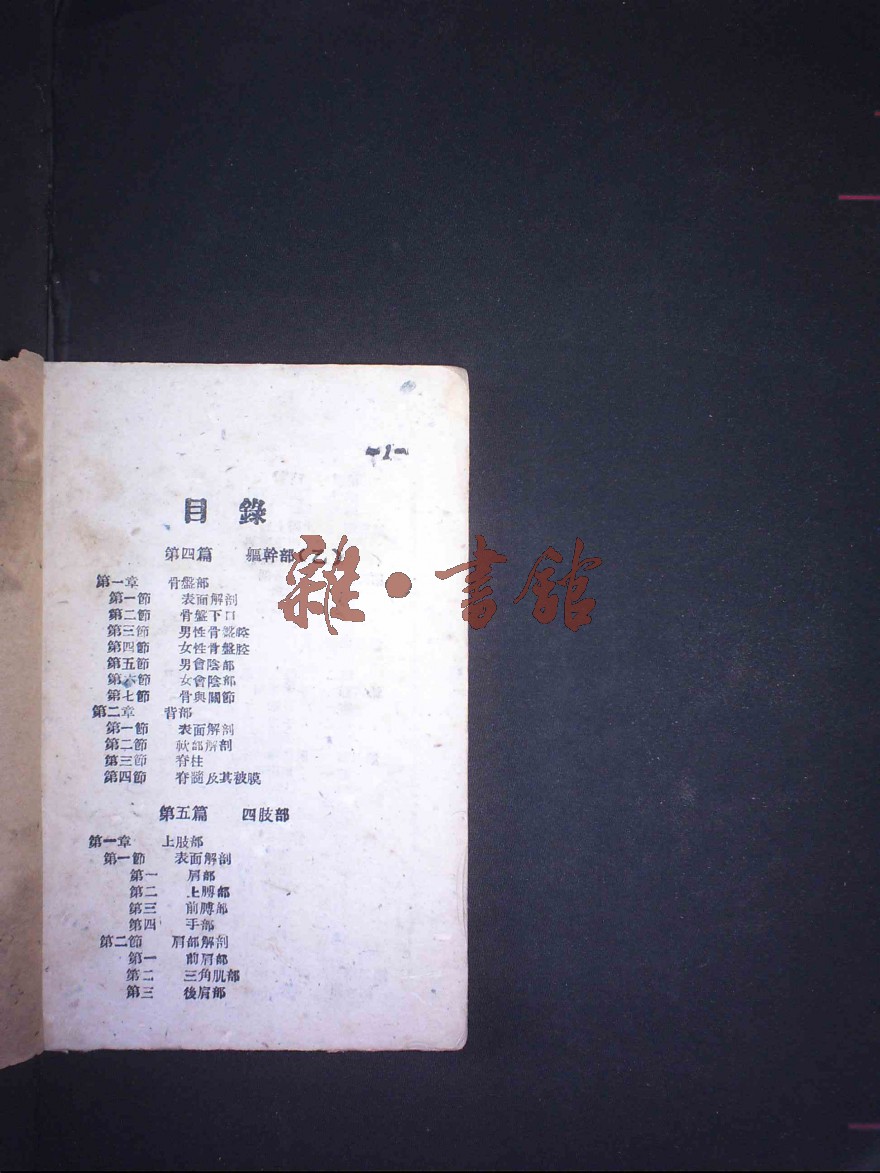 -1-
目錄
第四篇 軀幹部(乙)
第一章 骨盤部
第一節 表面解剖
第二節 骨盤下口
第三節 男性骨盤腔
第四節 女性骨盤腔
第五節 男會陰部
第六節 女會陰部
第七節 骨與關節
第二章 背部
第一節 表面解剖
第二節 軟部解剖
第三節 脊柱
第四節 脊髓及其被膜
第五篇 四肢部
第一章 上肢部
第一節 表面解剖
第一 肩部
第二 上膊部
第三 前膊部
第四 手部
第二節 肩部解剖
第一 前肩部
第二 三角肌部
第三 後肩部
雜·書館